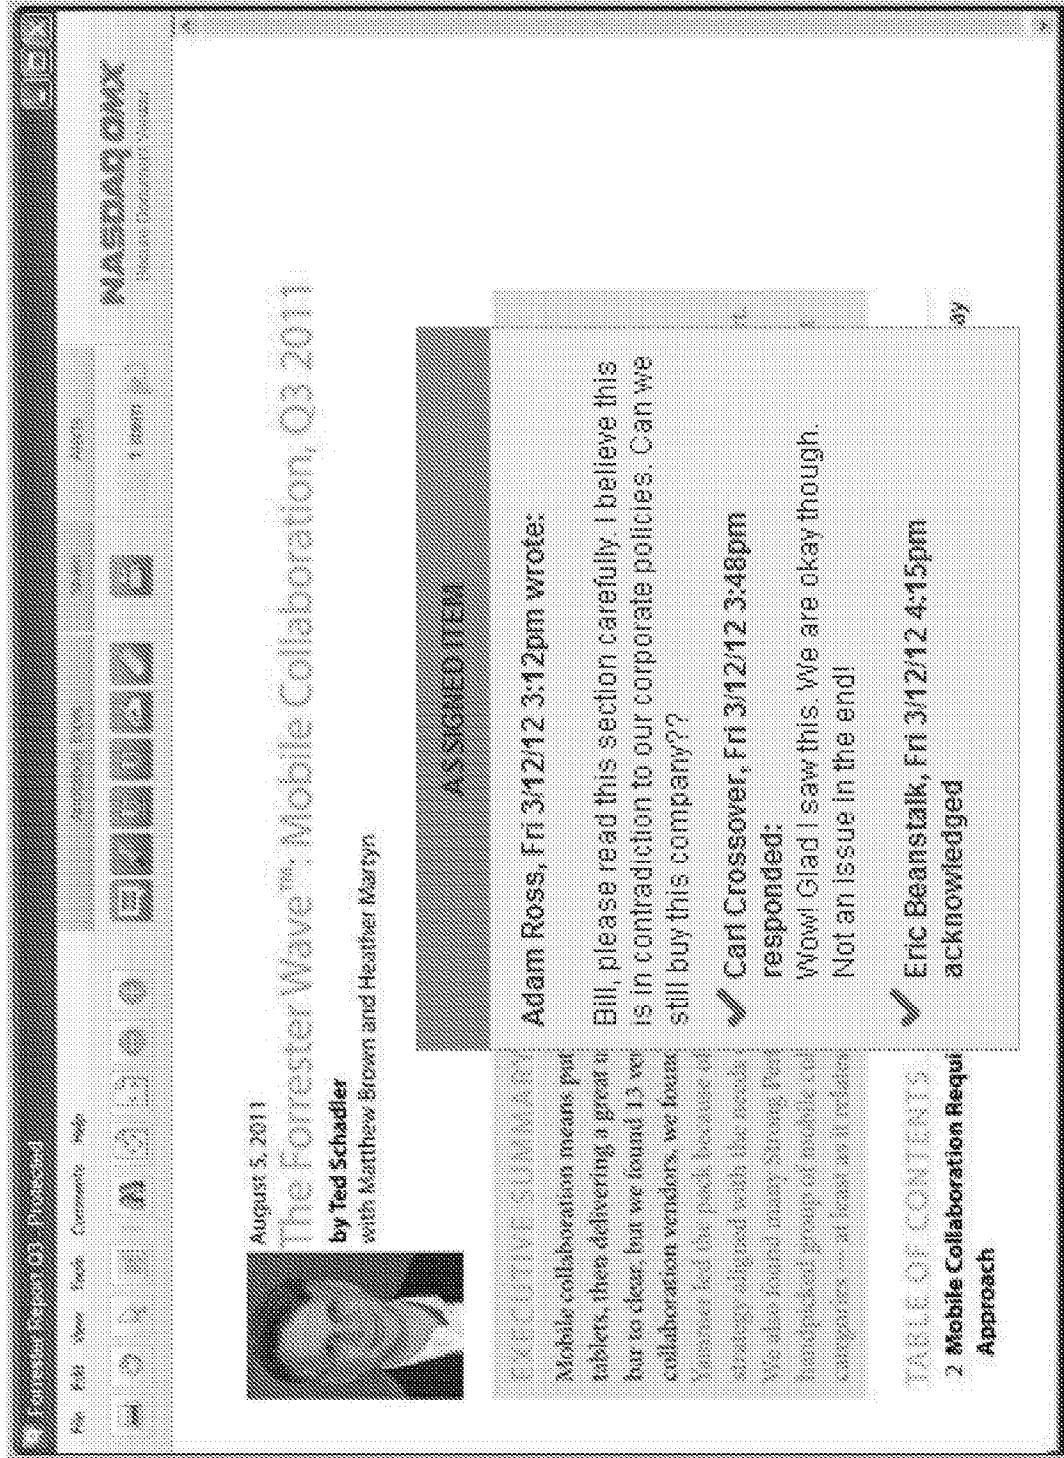 File Edit View Tools Comments Help
NASDAQ OMX
August 5, 2011
The Forrester Wave™: Mobile Collaboration, Q3 2011
by Ted Schadler
with Matthew Brown and Heather Martyn
ASSIGNED ITEM
Adam Ross, Fri 3/12/12 3:12pm wrote:
Bill, please read this section carefully. I believe this
is in contradiction to our corporate policies. Can we
still buy this company??
Carl Crossover, Fri 3/12/12 3:48pm
responded:
Wow! Glad I saw this. We are okay though.
Not an issue in the end!
Eric Beanstalk, Fri 3/12/12 4:15pm
acknowledged
EXECUTIVE SUMMARY
Mobile collaboration means put
tablets, then delivering a great
bar to clear, but we found 13 ver
collaboration vendors, we foun
TABLE OF CONTENTS
2 Mobile Collaboration Requi
Approach
ay